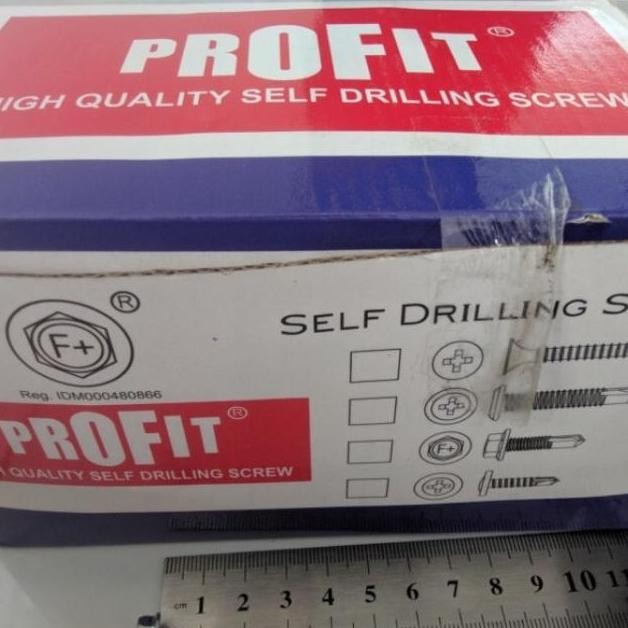 PROFIT®
HIGH QUALITY SELF DRILLING SCREW
®
F+
Reg. IDM000480866
PROFIT®
QUALITY SELF DRILLING SCREW
SELF DRILLING S
F+
cm 1 2 3 4 5 6 7 8 9 10 11